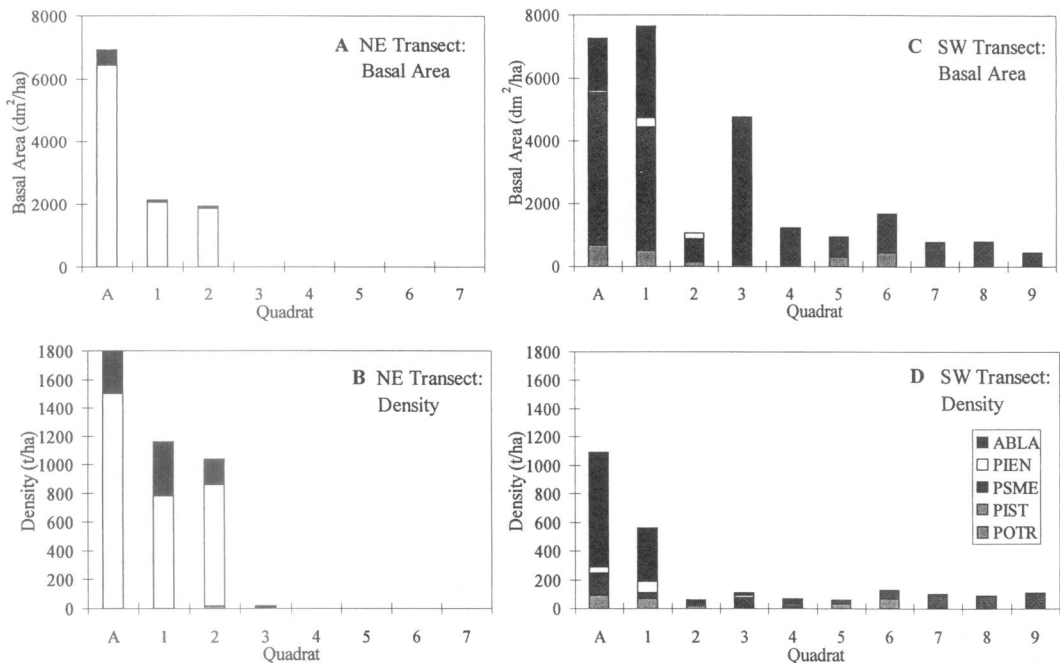 A NE Transect:
Basal Area
Basal Area (dm²/ha)
8000
6000
4000
2000
0
A 1 2 3 4 5 6 7
Quadrat
C SW Transect:
Basal Area
Basal Area (dm²/ha)
8000
6000
4000
2000
0
A 1 2 3 4 5 6 7 8 9
Quadrat
B NE Transect:
Density
Density (t/ha)
1800
1600
1400
1200
1000
800
600
400
200
0
A 1 2 3 4 5 6 7
Quadrat
D SW Transect:
Density
Density (t/ha)
1800
1600
1400
1200
1000
800
600
400
200
0
ABLA
PIEN
PSME
PIST
POTR
A 1 2 3 4 5 6 7 8 9
Quadrat